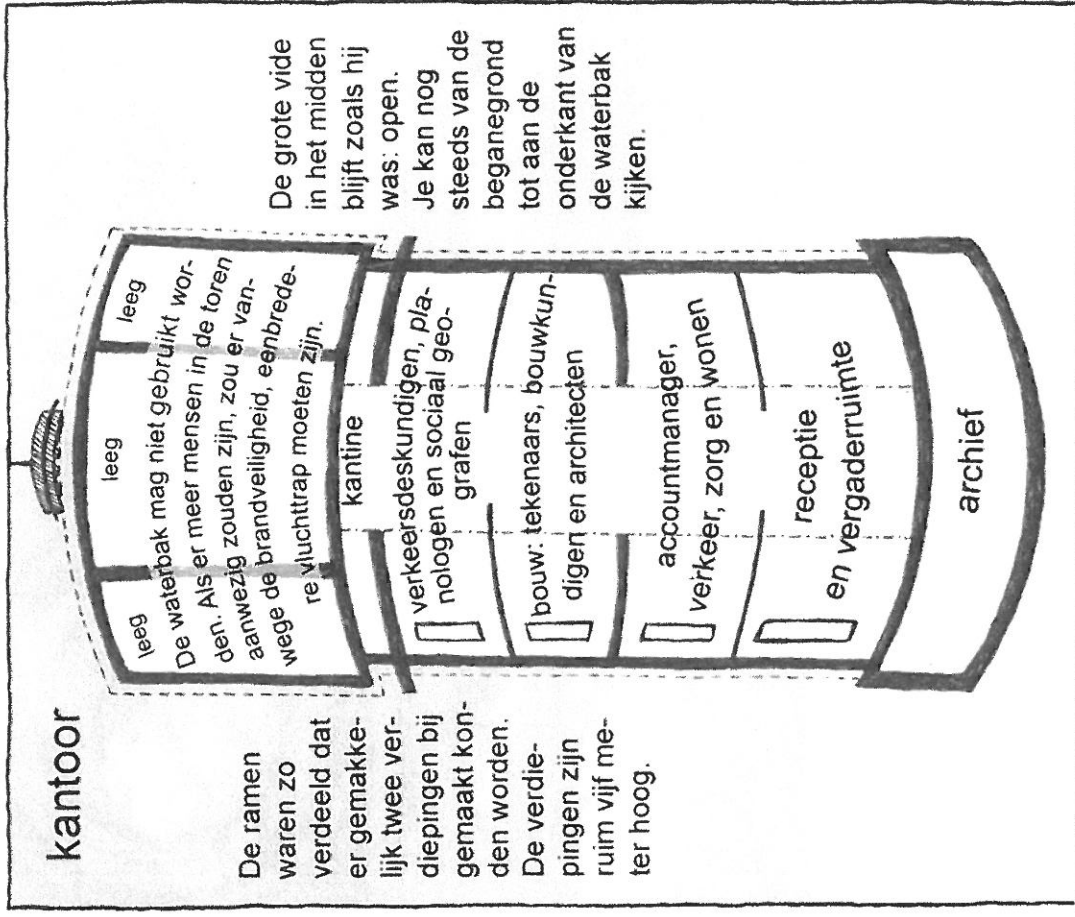 kantoor
De ramen
waren zo
verdeeld dat
er gemakke-
lijk twee ver-
diepingen bij
gemaakt kon-
den worden.
De verdie-
pingen zijn
ruim vijf me-
ter hoog.
leeg
leeg
leeg
De waterbak mag niet gebruikt wor-
den. Als er meer mensen in de toren
aanwezig zouden zijn, zou er van-
wege de brandveiligheid, eenbrede-
re vluchttrap moeten zijn.
kantine
verkeersdeskundigen, pla-
nologen en sociaal geo-
grafen
bouw: tekenaars, bouwkun-
digen en architecten
accountmanager,
verkeer, zorg en wonen
receptie
en vergaderruimte
archief
De grote vide
in het midden
blijft zoals hij
was: open.
Je kan nog
steeds van de
beganegrond
tot aan de
onderkant van
de waterbak
kijken.